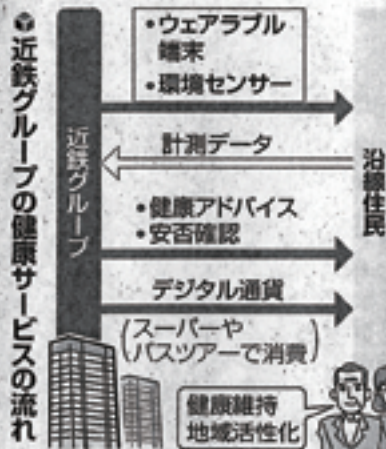 近鉄グループの健康サービスの流れ
近鉄グループ
・ウェアラブル
端末
・環境センサー
計測データ
・健康アドバイス
・安否確認
デジタル通貨
(スーパーや
バスツアーで消費)
沿線住民
健康維持
地域活性化